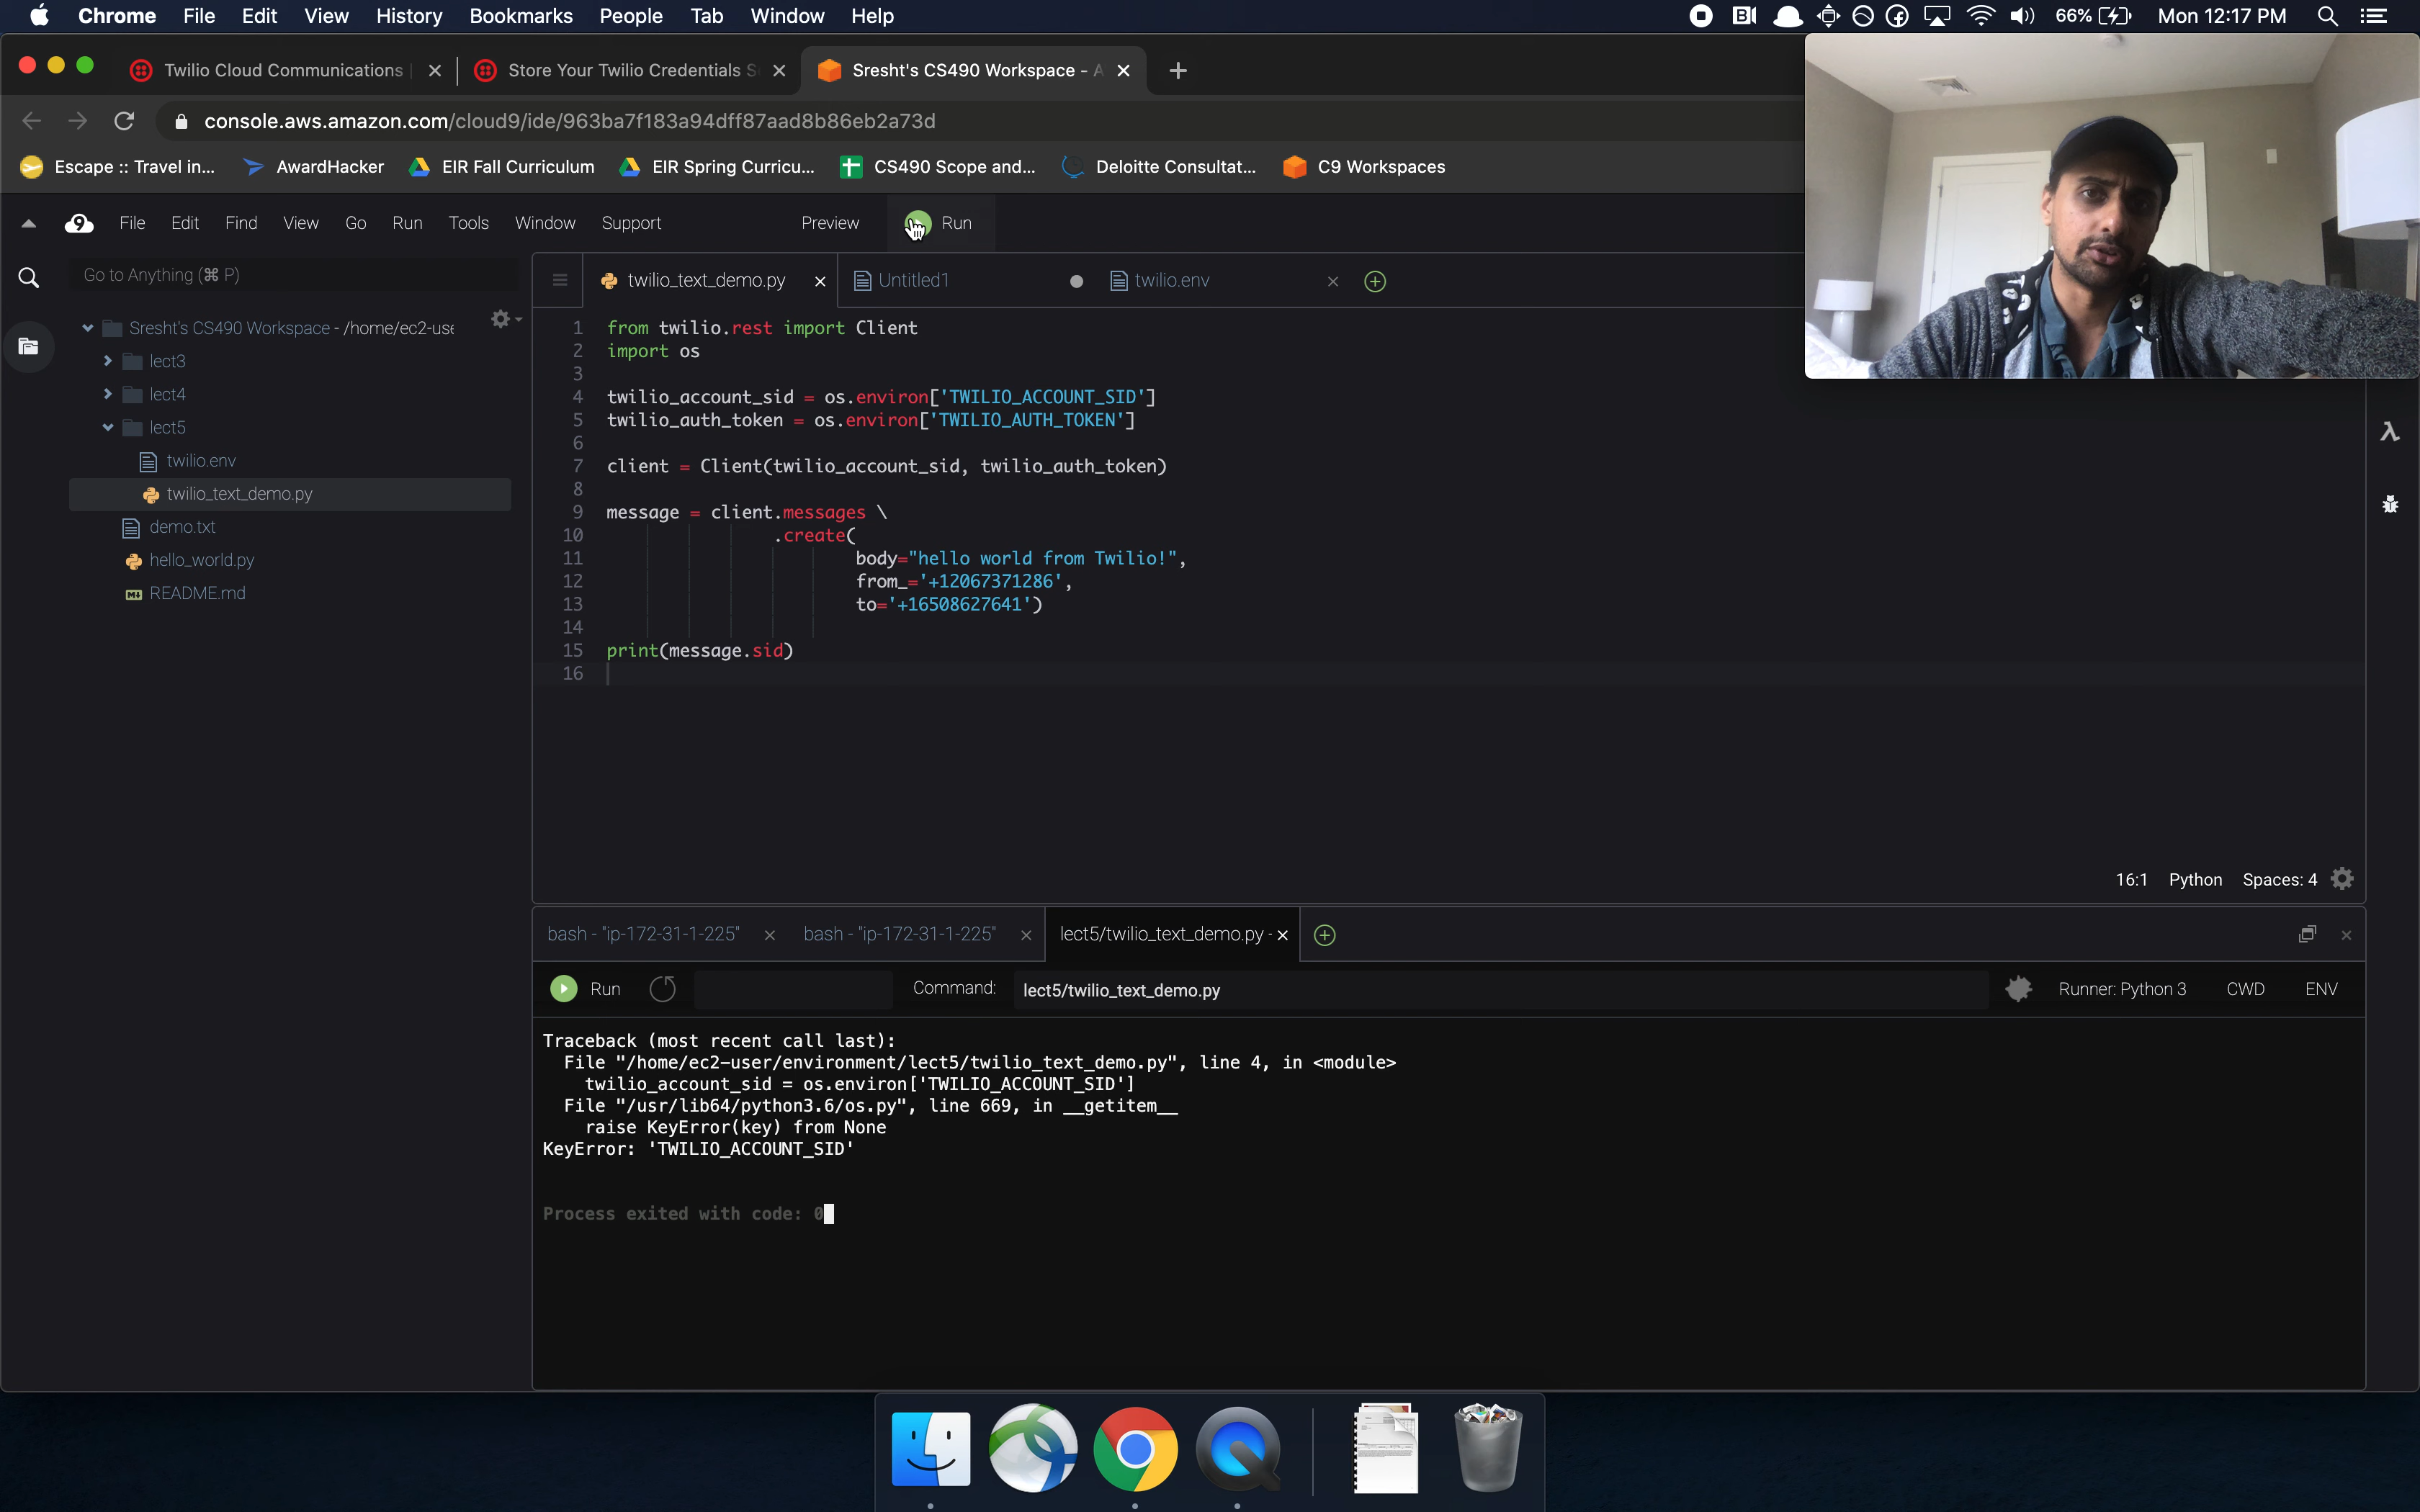 Chrome File Edit View History Bookmarks People Tab Window Help 66% Mon 12:17 PM
Twilio Cloud Communications Store Your Twilio Credentials S Sresht's CS490 Workspace - A
console.aws.amazon.com/cloud9/ide/963ba7f183a94dff87aad8b86eb2a73d
Escape :: Travel in... AwardHacker EIR Fall Curriculum EIR Spring Curricu... CS490 Scope and... Deloitte Consultat... C9 Workspaces
9 File Edit Find View Go Run Tools Window Support Preview Run
Go to Anything (⌘ P)
twilio_text_demo.py Untitled1 twilio.env
Sresht's CS490 Workspace - /home/ec2-use
lect3
lect4
lect5
twilio.env
twilio_text_demo.py
demo.txt
hello_world.py
README.md
1 from twilio.rest import Client
2 import os
3
4 twilio_account_sid = os.environ['TWILIO_ACCOUNT_SID']
5 twilio_auth_token = os.environ['TWILIO_AUTH_TOKEN']
6
7 client = Client(twilio_account_sid, twilio_auth_token)
8
9 message = client.messages \
10 .create(
11 body="hello world from Twilio!",
12 from_='+12067371286',
13 to='+16508627641')
14
15 print(message.sid)
16
16:1 Python Spaces: 4
bash - "ip-172-31-1-225" bash - "ip-172-31-1-225" lect5/twilio_text_demo.py -
Run Command: lect5/twilio_text_demo.py Runner: Python 3 CWD ENV
Traceback (most recent call last):
File "/home/ec2-user/environment/lect5/twilio_text_demo.py", line 4, in <module>
twilio_account_sid = os.environ['TWILIO_ACCOUNT_SID']
File "/usr/lib64/python3.6/os.py", line 669, in __getitem__
raise KeyError(key) from None
KeyError: 'TWILIO_ACCOUNT_SID'
Process exited with code: 0